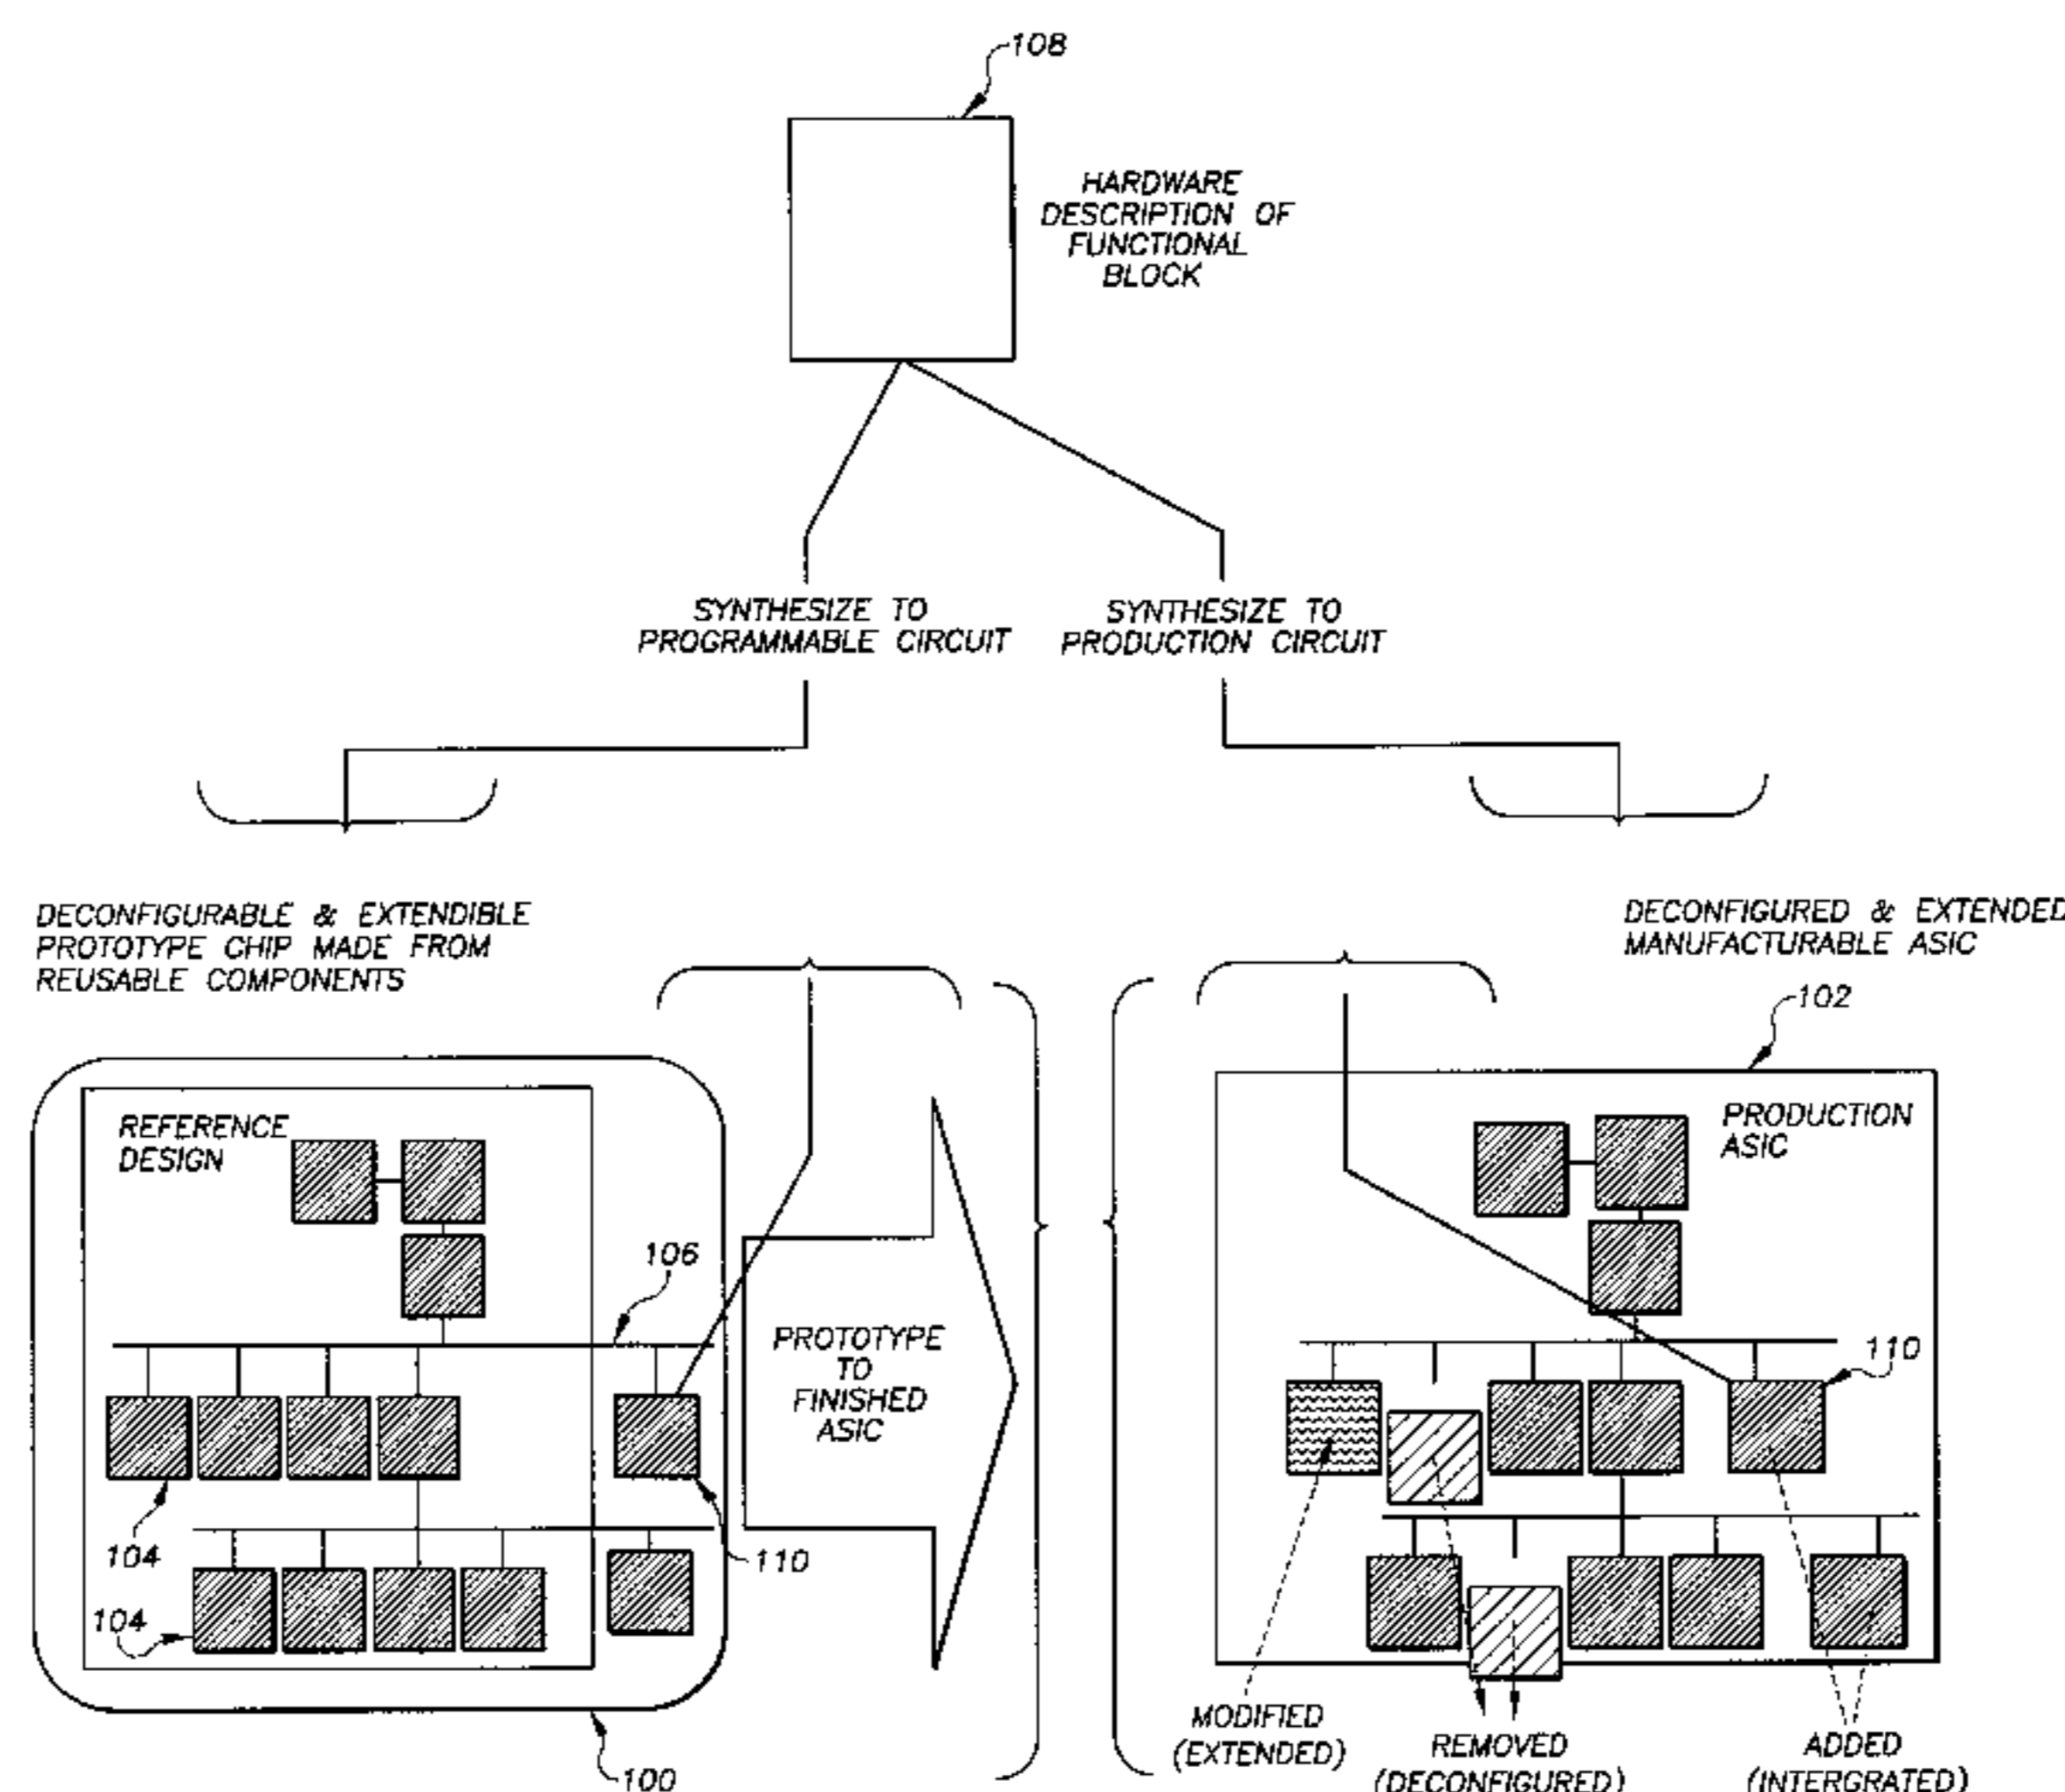 108
HARDWARE
DESCRIPTION OF
FUNCTIONAL
BLOCK
SYNTHESIZE TO
PROGRAMMABLE CIRCUIT
SYNTHESIZE TO
PRODUCTION CIRCUIT
DECONFIGURABLE & EXTENDIBLE
PROTOTYPE CHIP MADE FROM
REUSABLE COMPONENTS
DECONFIGURED & EXTENDED
MANUFACTURABLE ASIC
102
REFERENCE
DESIGN
PRODUCTION
ASIC
106
PROTOTYPE
TO
FINISHED
ASIC
110
104
110
104
100
MODIFIED
(EXTENDED)
REMOVED
(DECONFIGURED)
ADDED
(INTERGRATED)